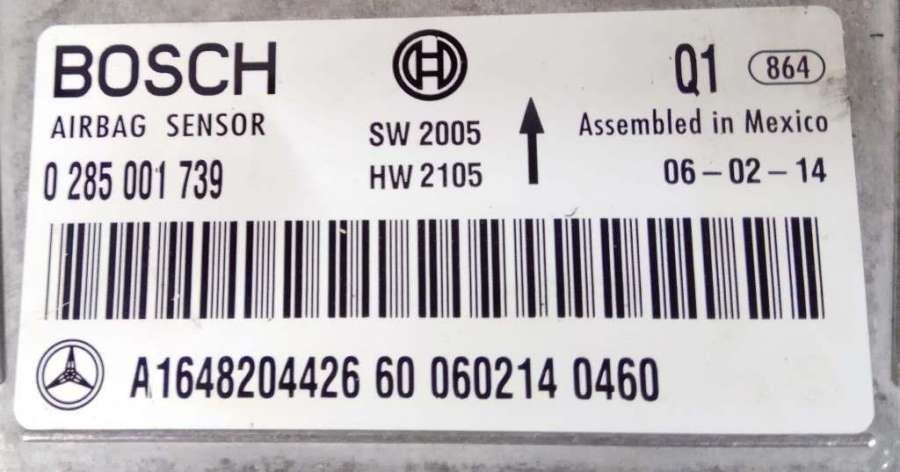 BOSCH
Q1 864
AIRBAG SENSOR
SW 2005
Assembled in Mexico
0 285 001 739
HW 2105
06-02-14
A1648204426 60 060214 0460